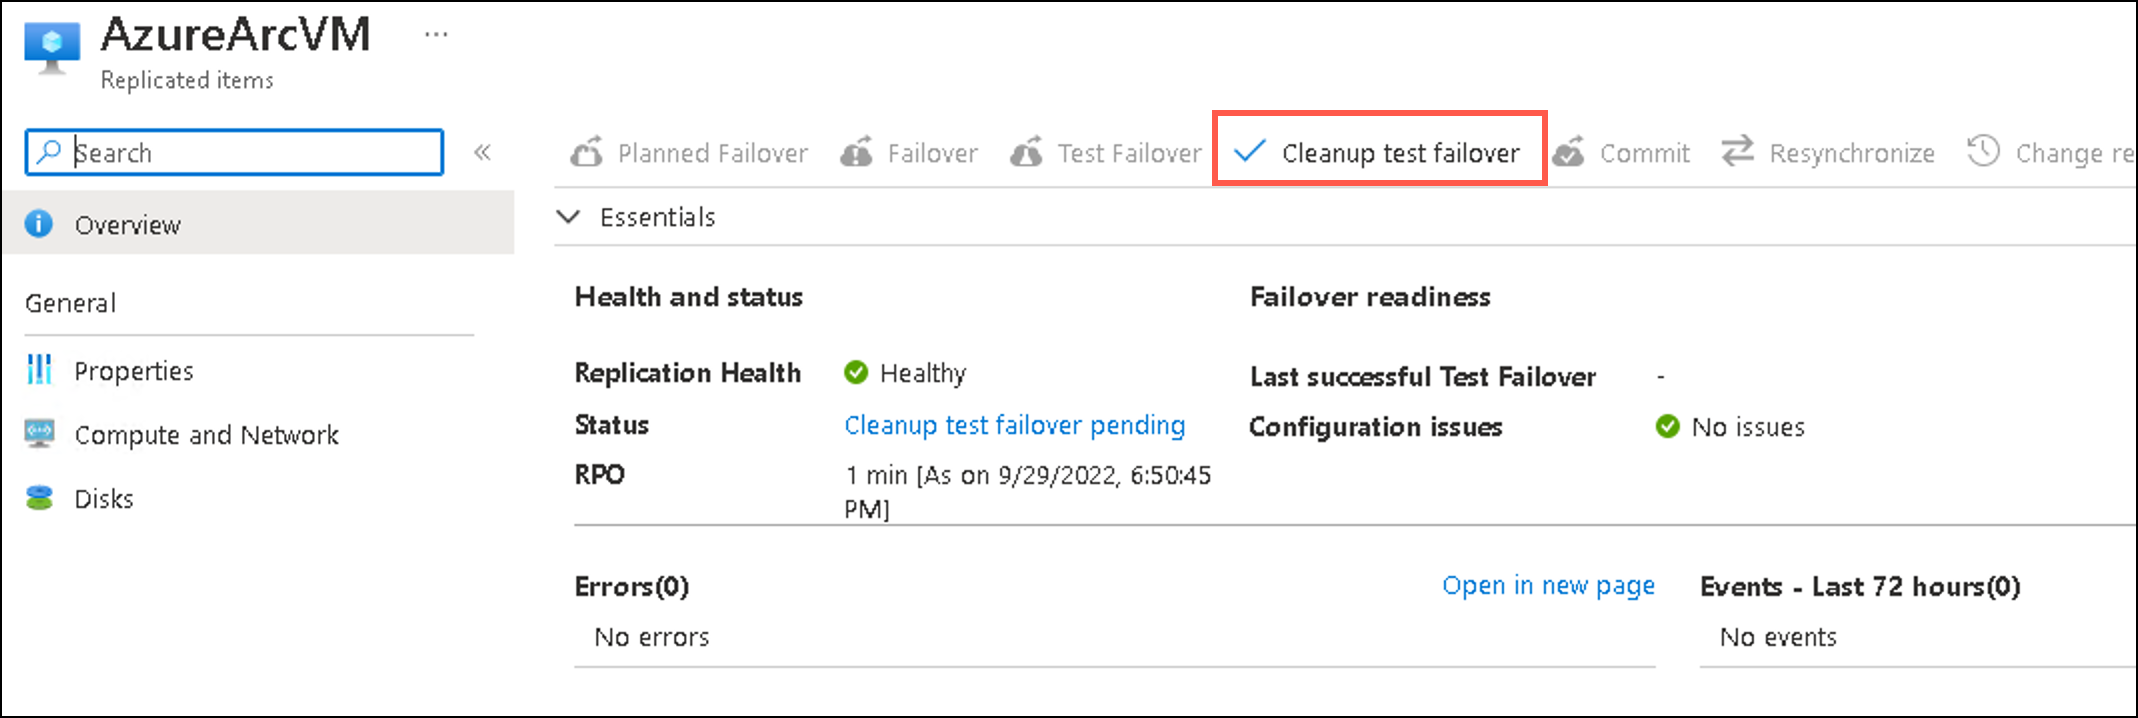 AzureArcVM ...
Replicated items
Search «
Planned Failover Failover Test Failover Cleanup test failover Commit Resynchronize Change re
Overview
Essentials
General
Properties
Compute and Network
Disks
Health and status
Replication Health Healthy
Status Cleanup test failover pending
RPO 1 min [As on 9/29/2022, 6:50:45
PM]
Failover readiness
Last successful Test Failover -
Configuration issues No issues
Errors(0) Open in new page
No errors
Events - Last 72 hours(0)
No events